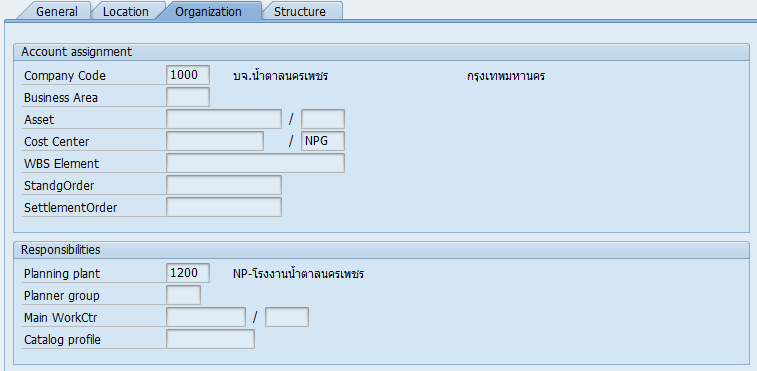 General Location Organization Structure
Account assignment
Company Code 1000 บจ.น้ำตาลนครเพชร กรุงเทพมหานคร
Business Area
Asset /
Cost Center / NPG
WBS Element
StandgOrder
SettlementOrder
Responsibilities
Planning plant 1200 NP-โรงงานน้ำตาลนครเพชร
Planner group
Main WorkCtr /
Catalog profile